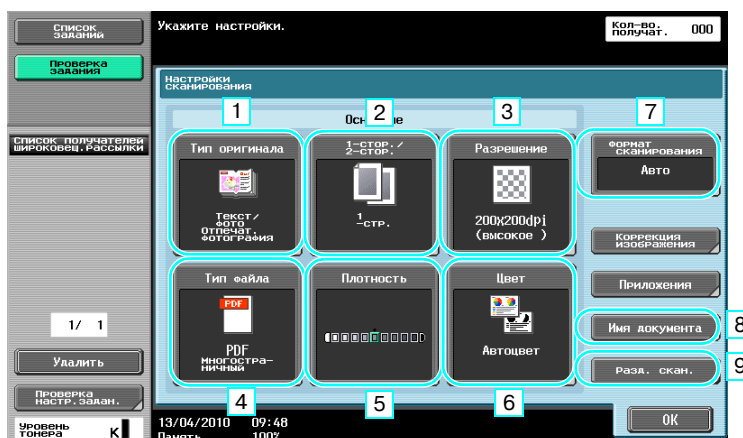 Список
заданий
Проверка
задания
Список получателей
широковещ.рассылки
1/ 1
Удалить
Проверка
настр.задан.
Уровень
тонера
K
Укажите настройки.
Кол-во.
получат.
000
Настройки
сканирования
1
2
3
7
Тип оригинала
1-стор./
2-стор.
Разрешение
Формат
сканирования
Авто
Текст/
Фото
Отпечат.
фотография
1
-стр.
200X200dpi
(высокое )
Коррекция
изображения
Тип файла
Плотность
Цвет
Приложения
PDF
PDF
Многостра-
ничный
Автоцвет
Имя документа
8
Разд. скан.
9
4
5
6
OK
13/04/2010 09:48
Память 100%